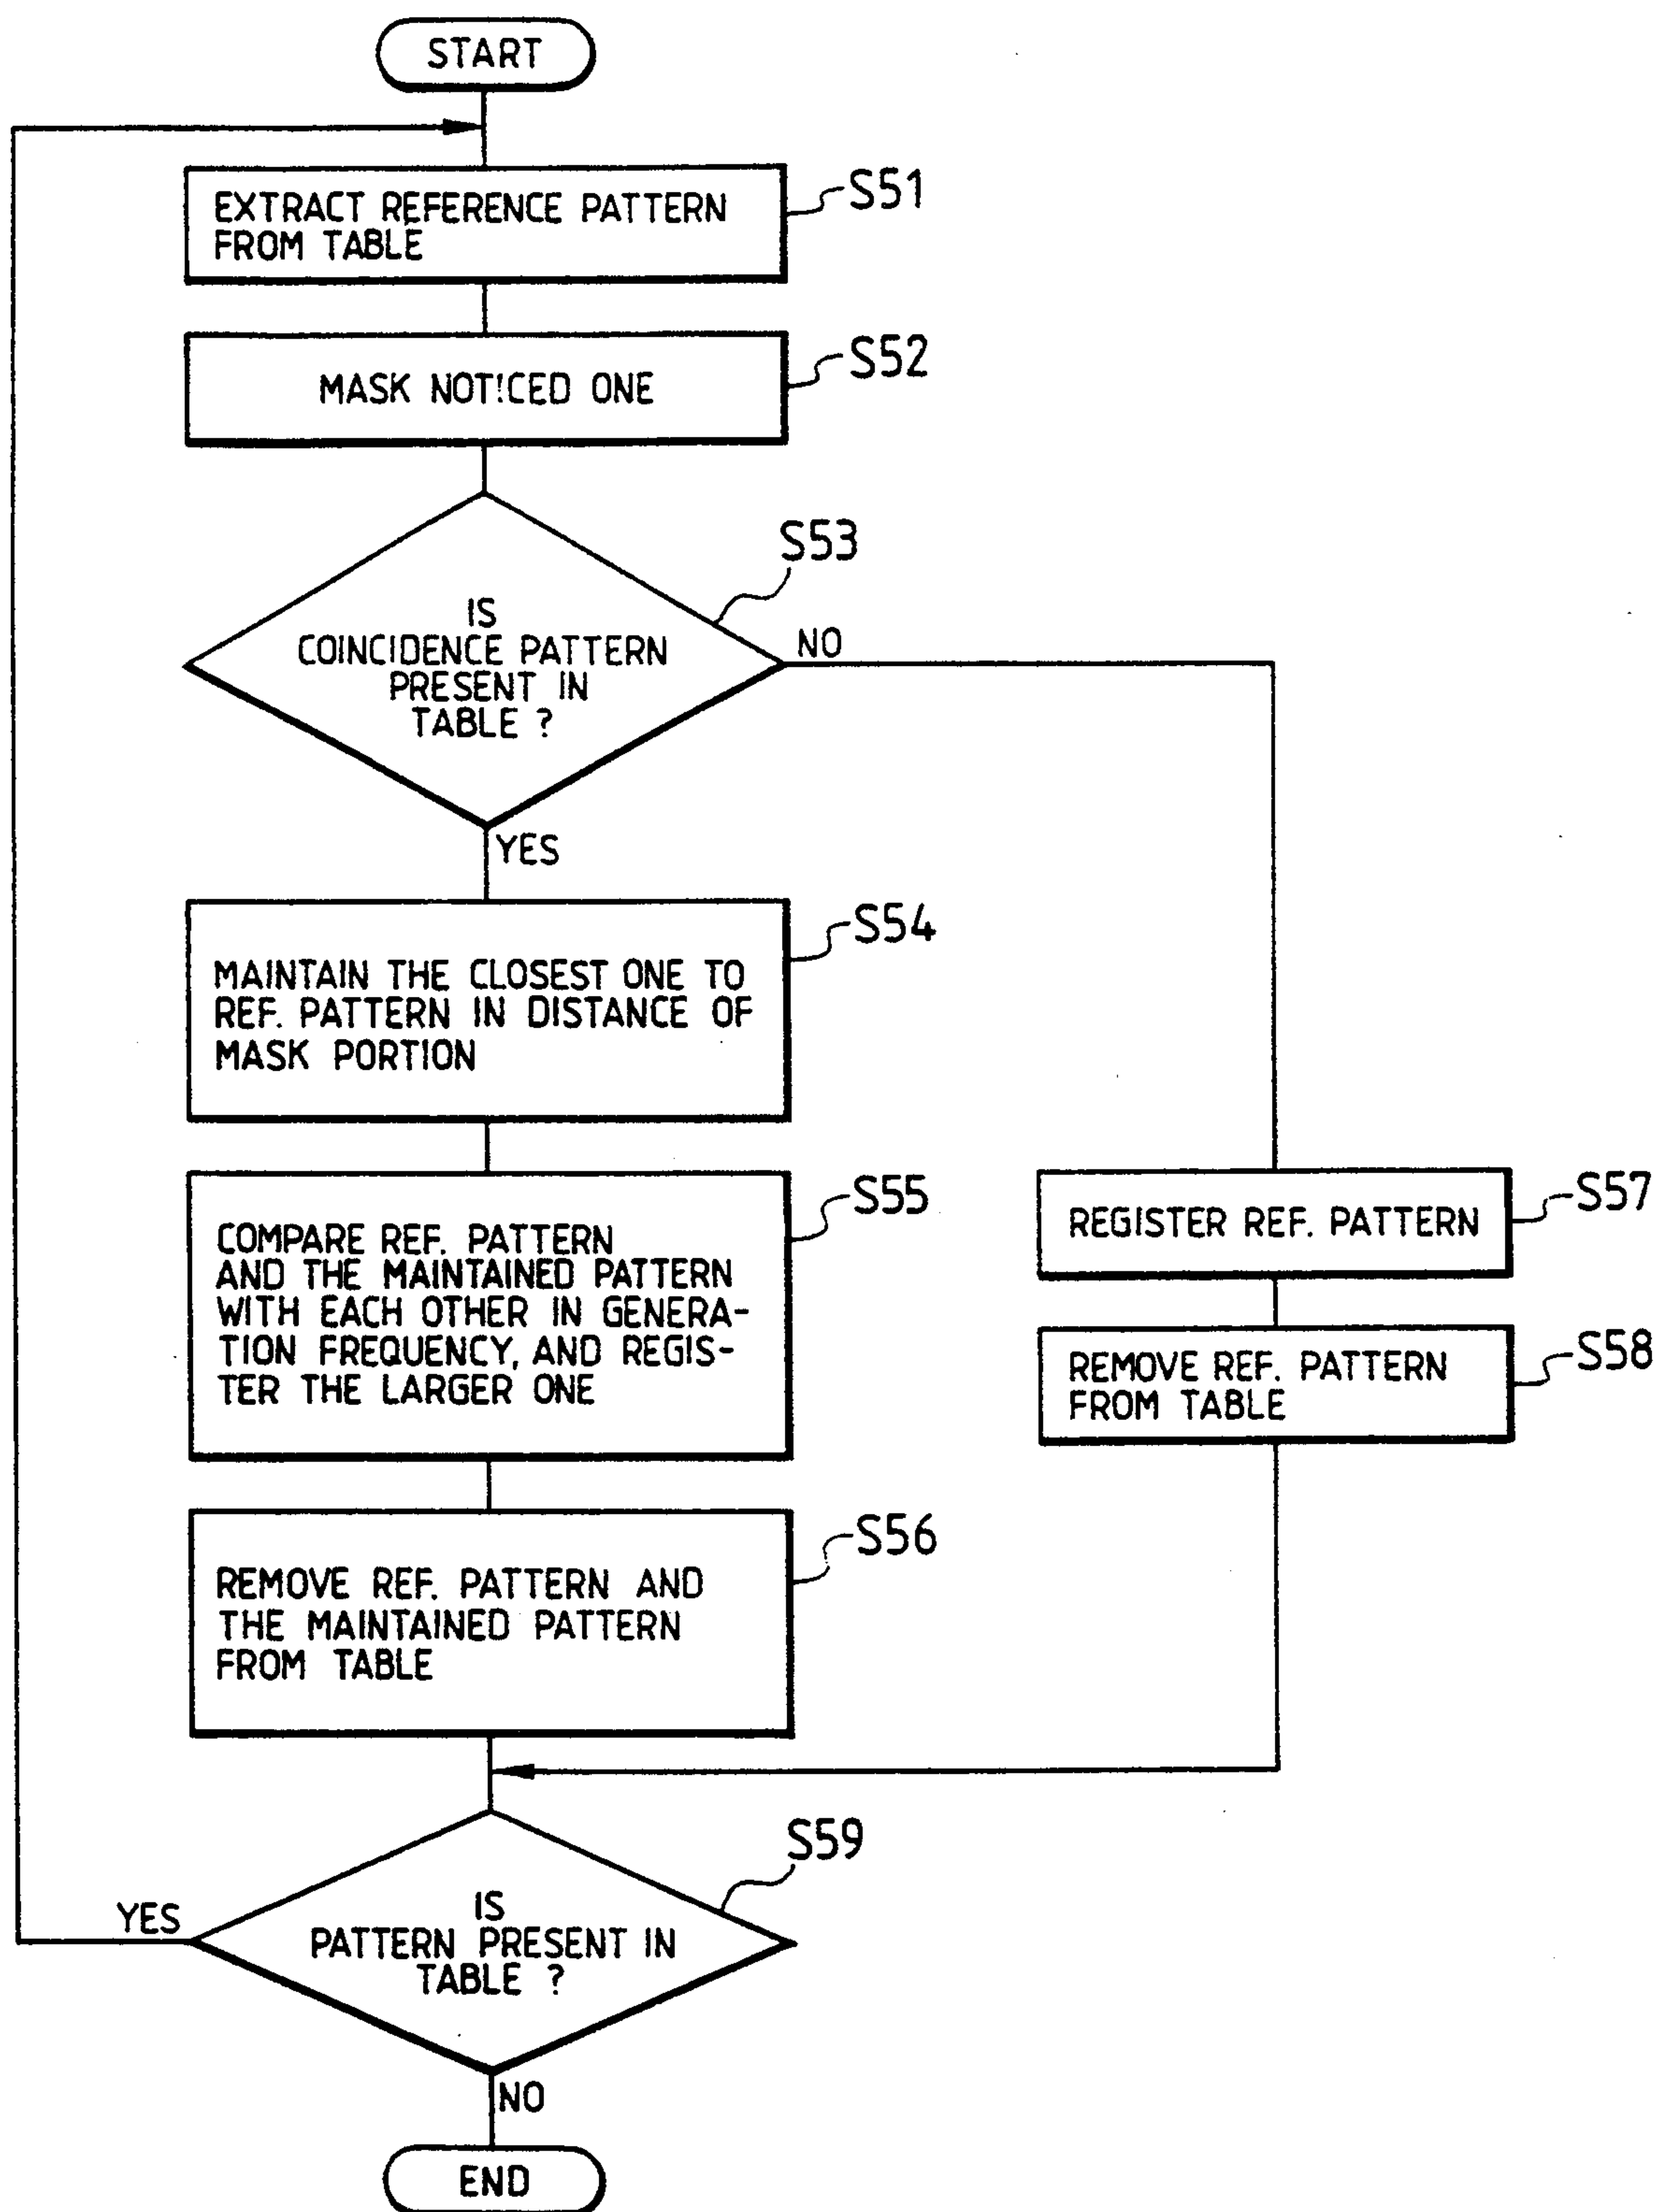 START
EXTRACT REFERENCE PATTERN
FROM TABLE
S51
MASK NOTICED ONE
S52
IS
COINCIDENCE PATTERN
PRESENT IN
TABLE ?
S53
NO
YES
MAINTAIN THE CLOSEST ONE TO
REF. PATTERN IN DISTANCE OF
MASK PORTION
S54
COMPARE REF. PATTERN
AND THE MAINTAINED PATTERN
WITH EACH OTHER IN GENERA-
TION FREQUENCY, AND REGIS-
TER THE LARGER ONE
S55
REGISTER REF. PATTERN
S57
REMOVE REF. PATTERN
FROM TABLE
S58
REMOVE REF. PATTERN AND
THE MAINTAINED PATTERN
FROM TABLE
S56
IS
PATTERN PRESENT IN
TABLE ?
S59
YES
NO
END